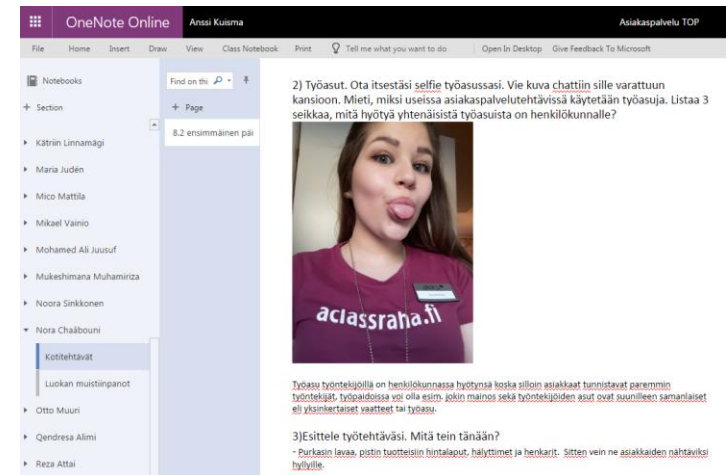 OneNote Online
Anssi Kuisma
Asiakaspalvelu TOP
File Home Insert Draw View Class Notebook Print Tell me what you want to do Open In Desktop Give Feedback To Microsoft
Notebooks
+ Section
Kätriin Linnamägi
Maria Judén
Mico Mattila
Mikael Vainio
Mohamed Ali Juusuf
Mukeshimana Muhamiriza
Noora Sinkkonen
Nora Chaâbouni
Kotitehtävät
Luokan muistiinpanot
Otto Muuri
Qendresa Alimi
Reza Attai
Find on thi
+ Page
8.2 ensimmäinen päi
2) Työasut. Ota itsestäsi selfie työasussasi. Vie kuva chattiin sille varattuun
kansioon. Mieti, miksi useissa asiakaspalvelutehtävissä käytetään työasuja. Listaa 3
seikkaa, mitä hyötyä yhtenäisistä työasuista on henkilökunnalle?
aclassraha.fi
Työasu työntekijöillä on henkilökunnassa hyötynsä koska silloin asiakkaat tunnistavat paremmin
työntekijät, työpaidoissa voi olla esim. jokin mainos sekä työntekijöiden asut ovat suunilleen samanlaiset
eli yksinkertaiset vaatteet tai työasu.
3)Esittele työtehtäväsi. Mitä tein tänään?
- Purkasin lavaa, pistin tuotteisiin hintalaput, hälyttimet ja henkarit. Sitten vein ne asiakkaiden nähtäviksi
hyllyille.